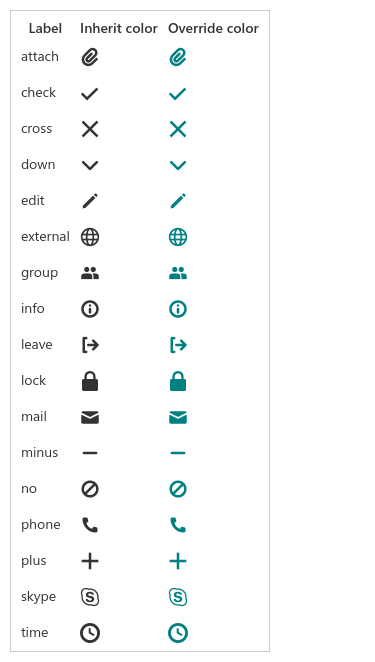 Label Inherit color Override color
attach
check
cross
down
edit
external
group
info
leave
lock
mail
minus
no
phone
plus
skype
time